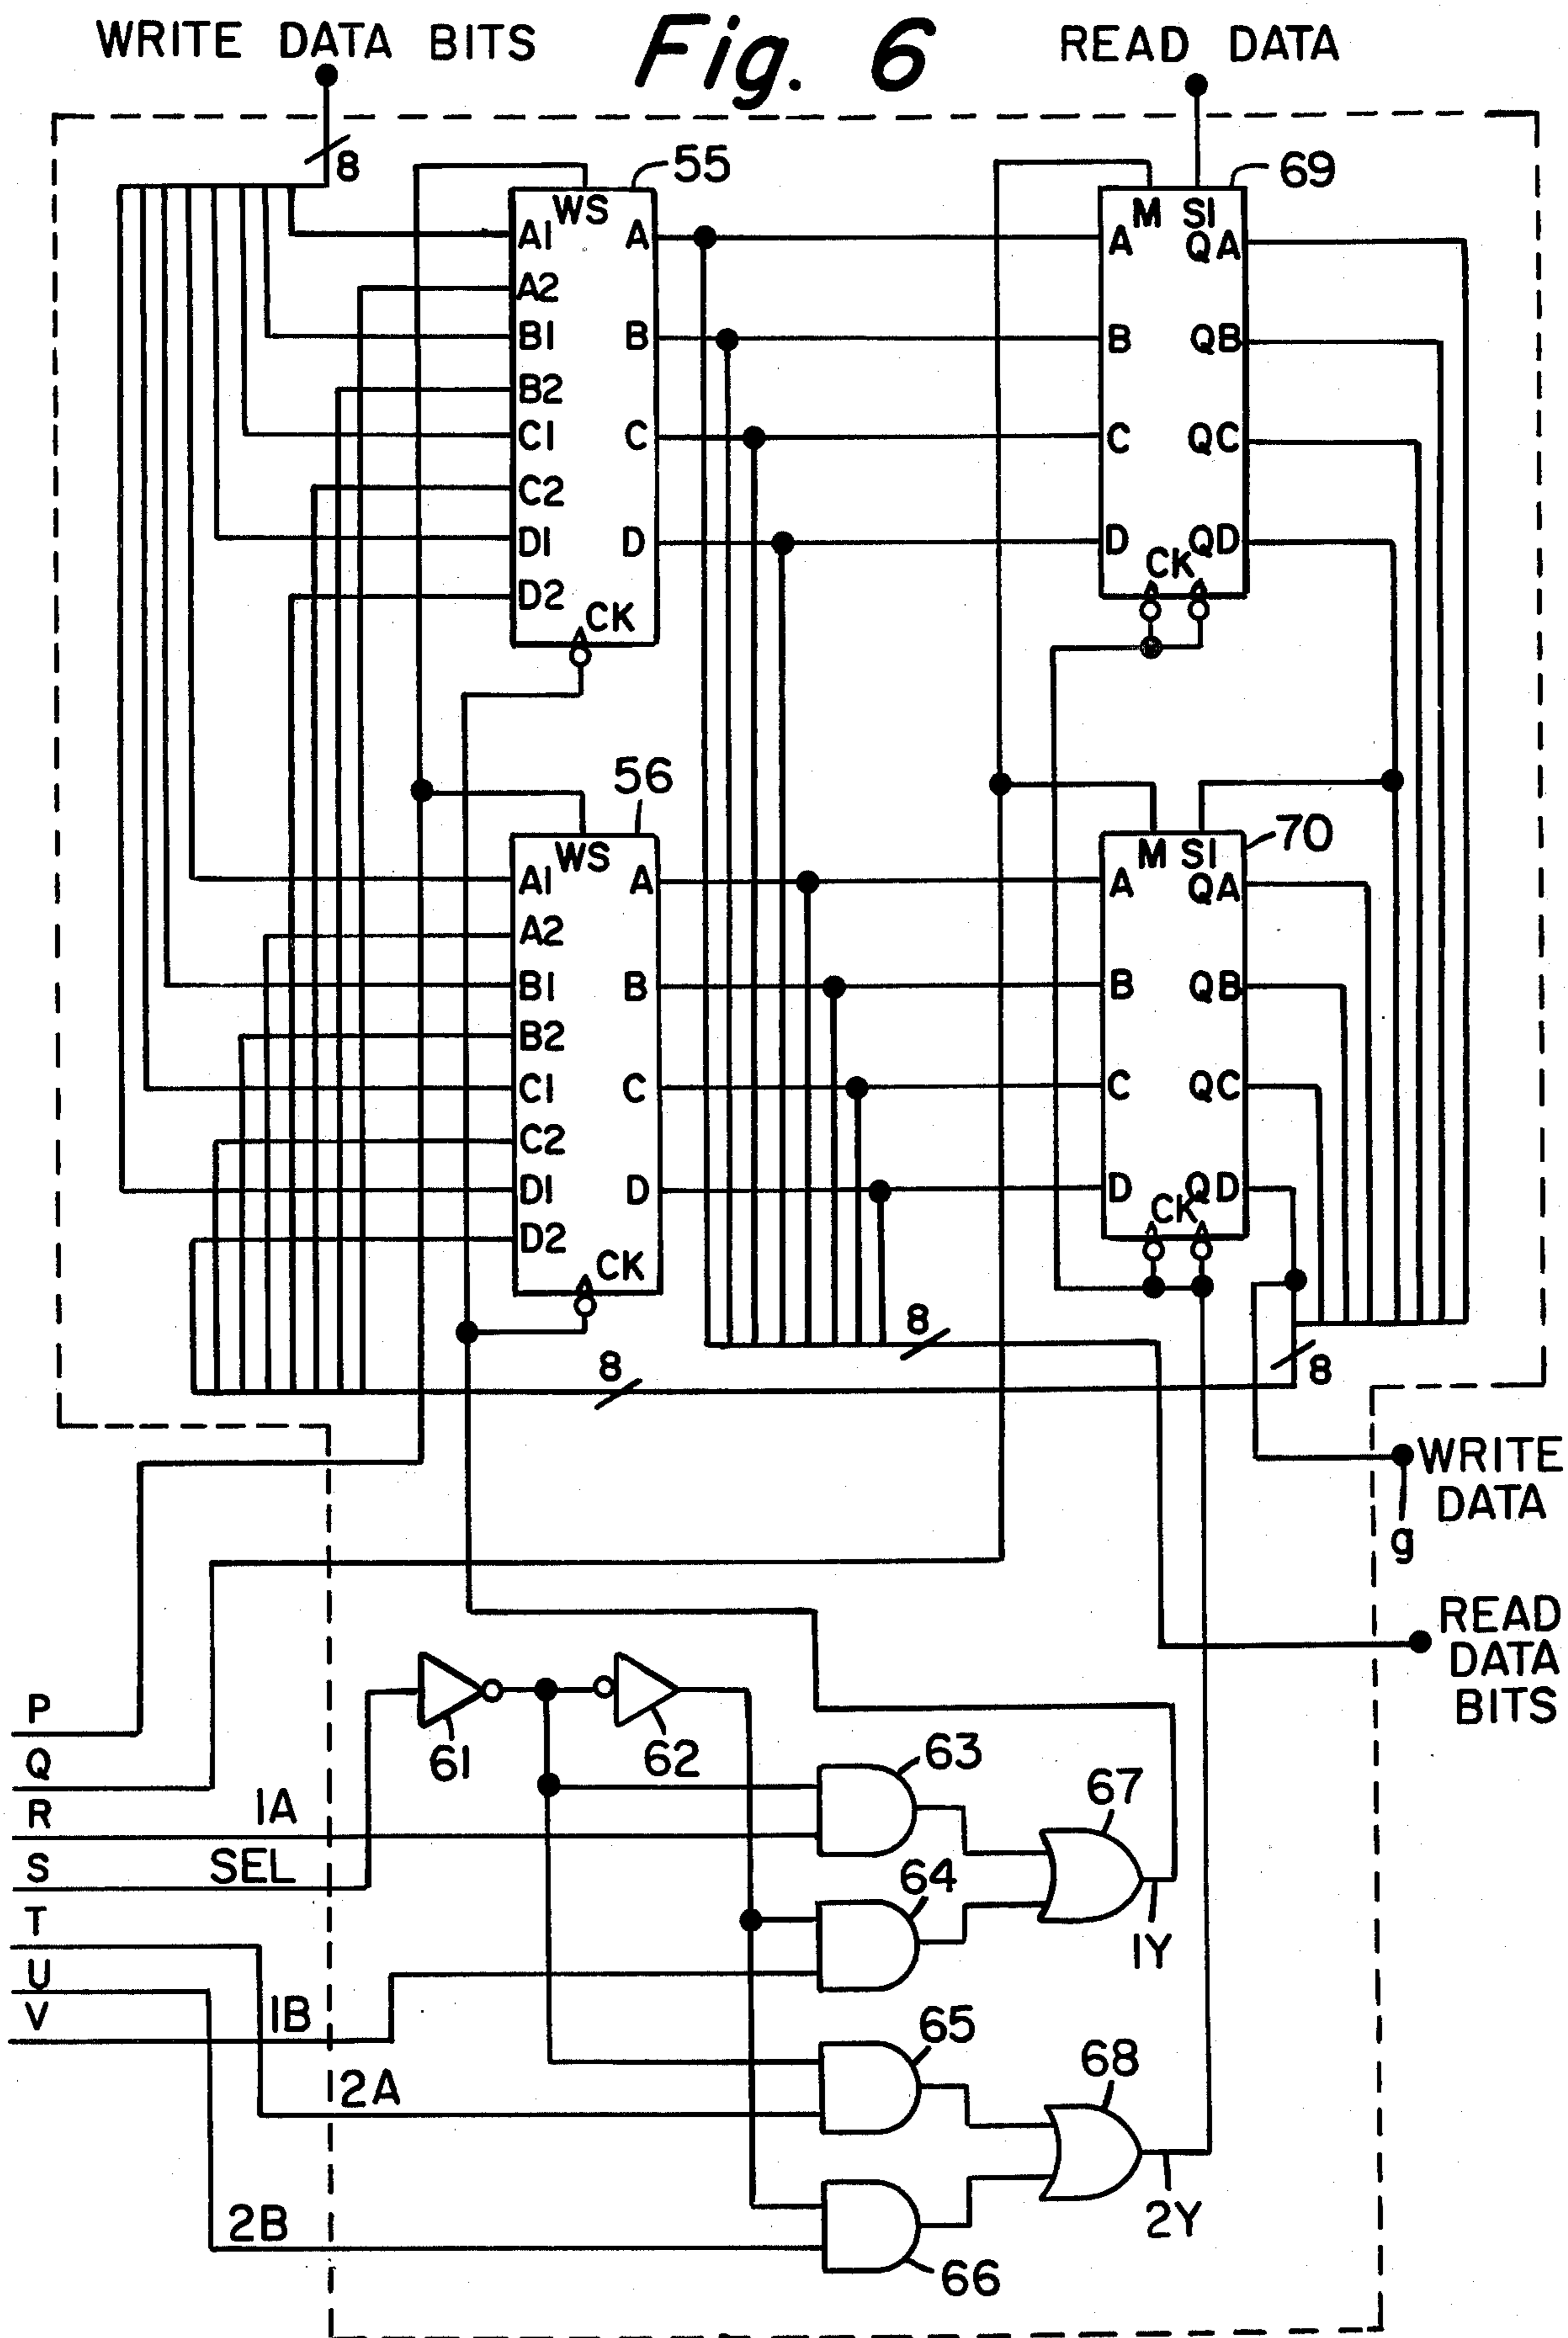 WRITE DATA BITS
Fig. 6
READ DATA
8
55
69
WS
A1
A2
B1
B2
C1
C2
D1
D2
A
B
C
D
CK
M SI
A
B
C
D
QA
QB
QC
QD
CK
56
70
WS
A1
A2
B1
B2
C1
C2
D1
D2
A
B
C
D
CK
M SI
A
B
C
D
QA
QB
QC
QD
CK
8
8
8
WRITE
DATA
g
READ
DATA
BITS
P
Q
R
S
T
U
V
1A
SEL
1B
2A
2B
61
62
63
64
65
66
67
68
1Y
2Y